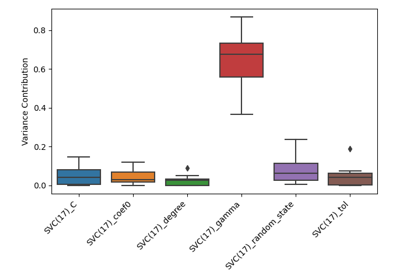 Variance Contribution
0.8
0.6
0.4
0.2
0.0
SVC(17)_C
SVC(17)_coef0
SVC(17)_degree
SVC(17)_gamma
SVC(17)_random_state
SVC(17)_tol